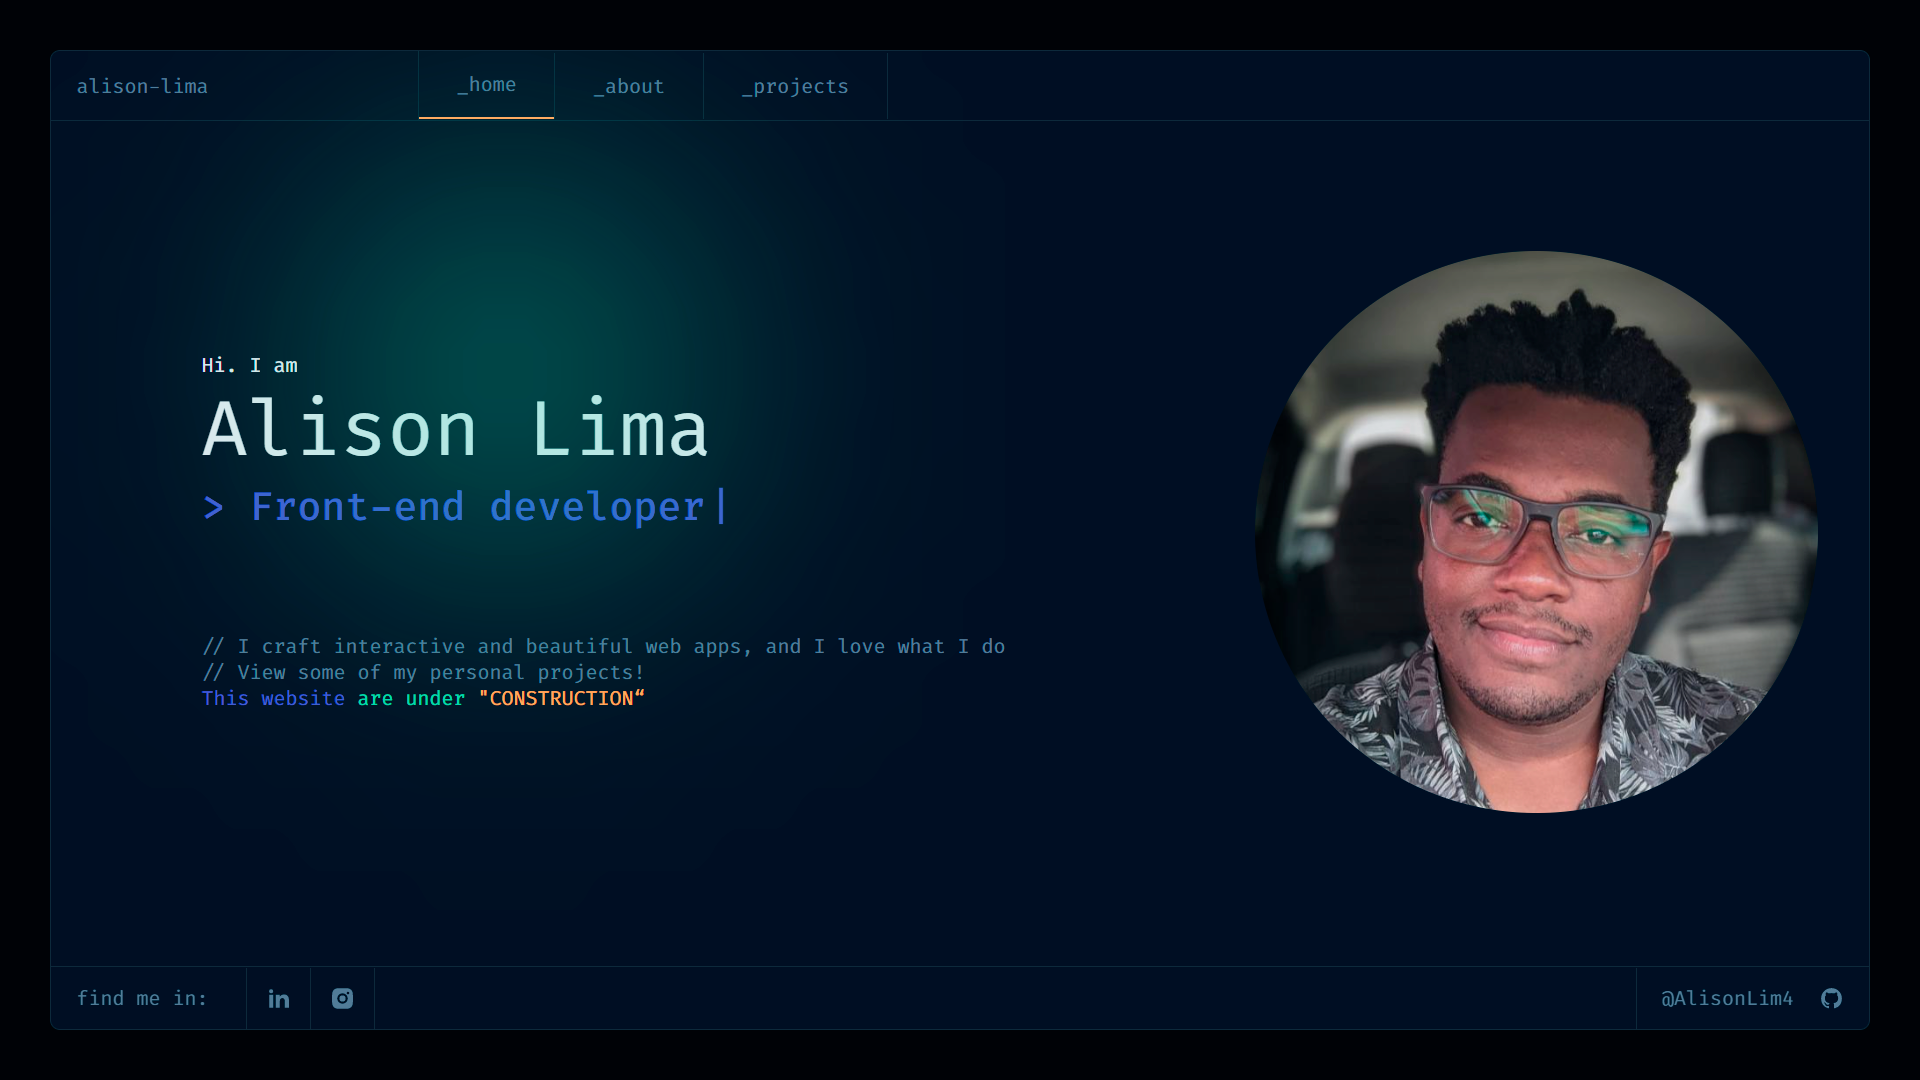 alison-lima
_home
_about
_projects
Hi. I am
Alison Lima
> Front-end developer|
// I craft interactive and beautiful web apps, and I love what I do
// View some of my personal projects!
This website are under "CONSTRUCTION“
find me in:
in
@AlisonLim4